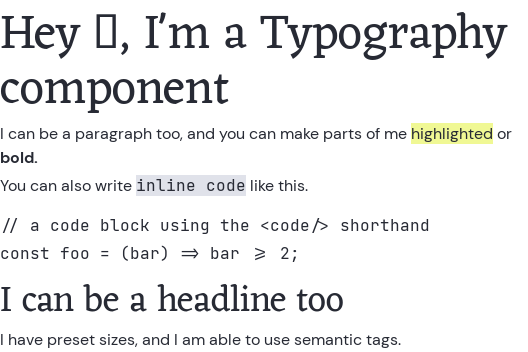 Hey , I'm a Typography
component
I can be a paragraph too, and you can make parts of me highlighted or
bold.
You can also write inline code like this.
// a code block using the <code/> shorthand
const foo = (bar) => bar >= 2;
I can be a headline too
I have preset sizes, and I am able to use semantic tags.